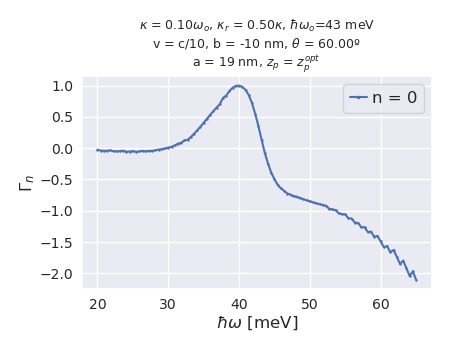 κ = 0.10ωₒ, κᵣ = 0.50κ, ℏωₒ=43 meV
v = c/10, b = -10 nm, θ = 60.00º
a = 19 nm, zₚ = zₚᵒᵖᵗ
n = 0
1.0
0.5
0.0
−0.5
−1.0
−1.5
−2.0
Γₙ
20 30 40 50 60
ℏω [meV]